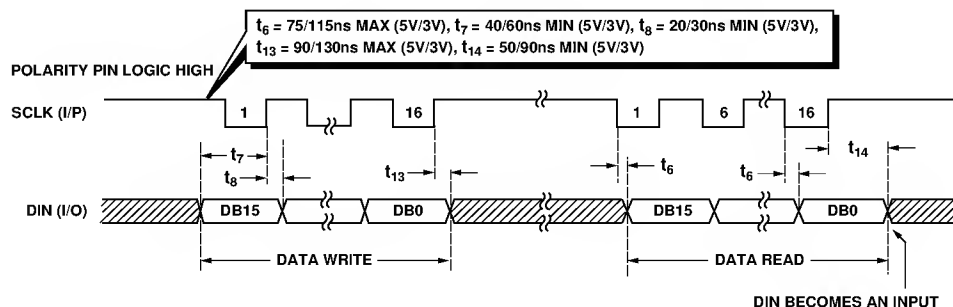 t6 = 75/115ns MAX (5V/3V), t7 = 40/60ns MIN (5V/3V), t8 = 20/30ns MIN (5V/3V),
t13 = 90/130ns MAX (5V/3V), t14 = 50/90ns MIN (5V/3V)
POLARITY PIN LOGIC HIGH
SCLK (I/P)
1
16
1
6
16
t7
t8
t13
t6
t6
t14
DIN (I/O)
DB15
DB0
DB15
DB0
DATA WRITE
DATA READ
DIN BECOMES AN INPUT